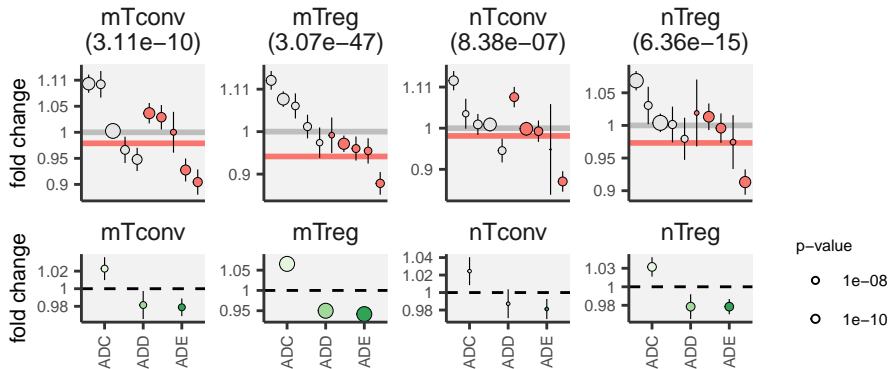 mTconv
(3.11e−10)
mTreg
(3.07e−47)
nTconv
(8.38e−07)
nTreg
(6.36e−15)
fold change
1.11
1.05
1
0.95
0.9
1.11
1
0.9
1.11
1
0.9
1.05
1
0.95
0.9
mTconv
mTreg
nTconv
nTreg
fold change
1.02
1
0.98
1.05
1
0.95
1.04
1.02
1
0.98
1.03
1
0.98
ADC
ADD
ADE
ADC
ADD
ADE
ADC
ADD
ADE
ADC
ADD
ADE
p−value
1e−08
1e−10